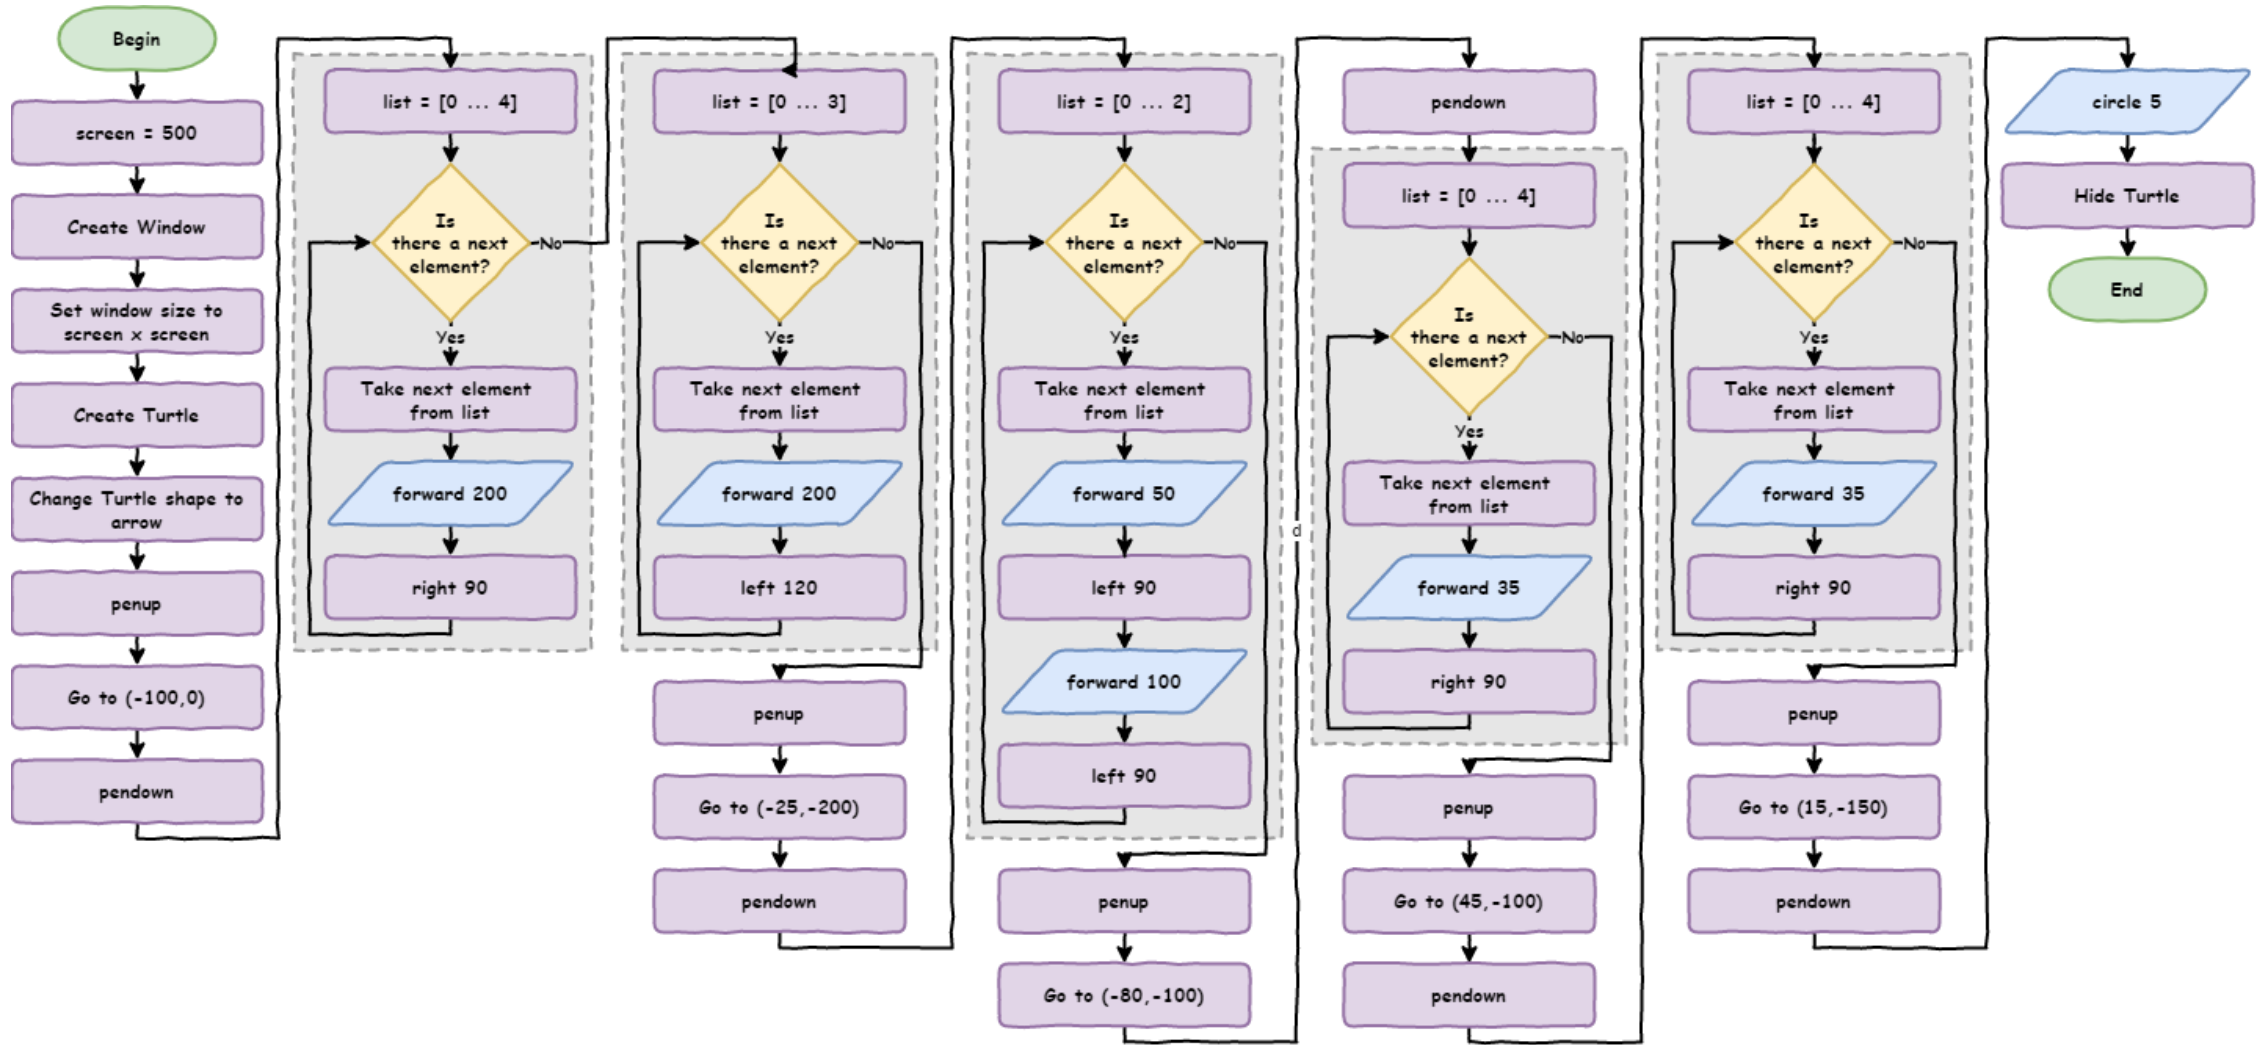 Begin
screen = 500
Create Window
Set window size to
screen x screen
Create Turtle
Change Turtle shape to
arrow
penup
Go to (-100,0)
pendown
list = [0 ... 4]
Is
there a next
element?
No
Yes
Take next element
from list
forward 200
right 90
list = [0 ... 3]
Is
there a next
element?
No
Yes
Take next element
from list
forward 200
left 120
penup
Go to (-25,-200)
pendown
list = [0 ... 2]
Is
there a next
element?
No
Yes
Take next element
from list
forward 50
left 90
forward 100
left 90
penup
Go to (-80,-100)
d
pendown
list = [0 ... 4]
Is
there a next
element?
No
Yes
Take next element
from list
forward 35
right 90
penup
Go to (45,-100)
pendown
list = [0 ... 4]
Is
there a next
element?
No
Yes
Take next element
from list
forward 35
right 90
penup
Go to (15,-150)
pendown
circle 5
Hide Turtle
End